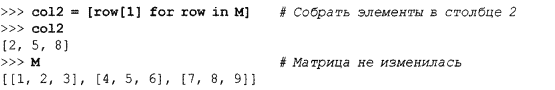 >>> col2 = [row[1] for row in M]    # Собрать элементы в столбце 2
>>> col2
[2, 5, 8]
>>> M    # Матрица не изменилась
[[1, 2, 3], [4, 5, 6], [7, 8, 9]]